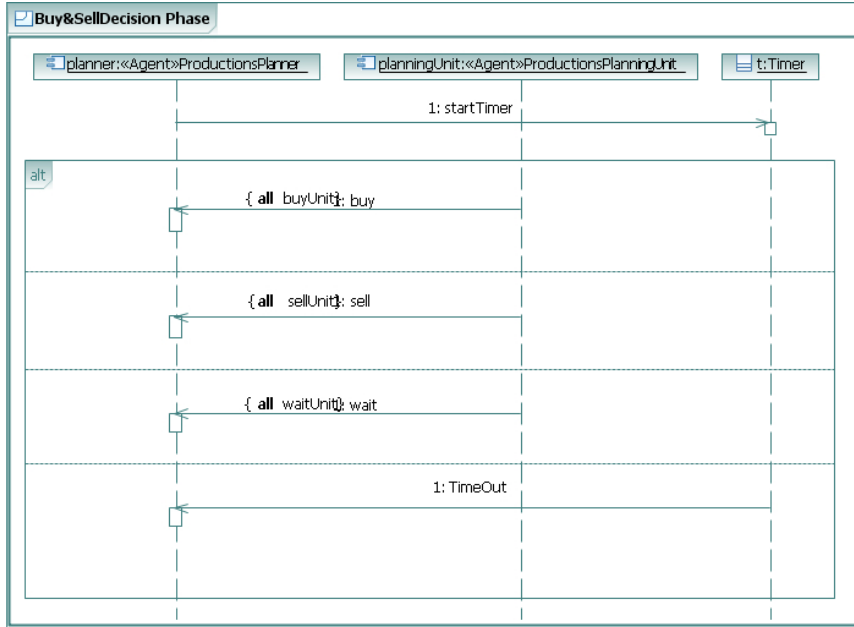 Buy&SellDecision Phase
planner:«Agent»ProductionsPlanner
planningUnit:«Agent»ProductionsPlanningUnit
t:Timer
1: startTimer
alt
{ all buyUnit} 1: buy
{ all sellUnit} 1: sell
{ all waitUnit} 1: wait
1: TimeOut